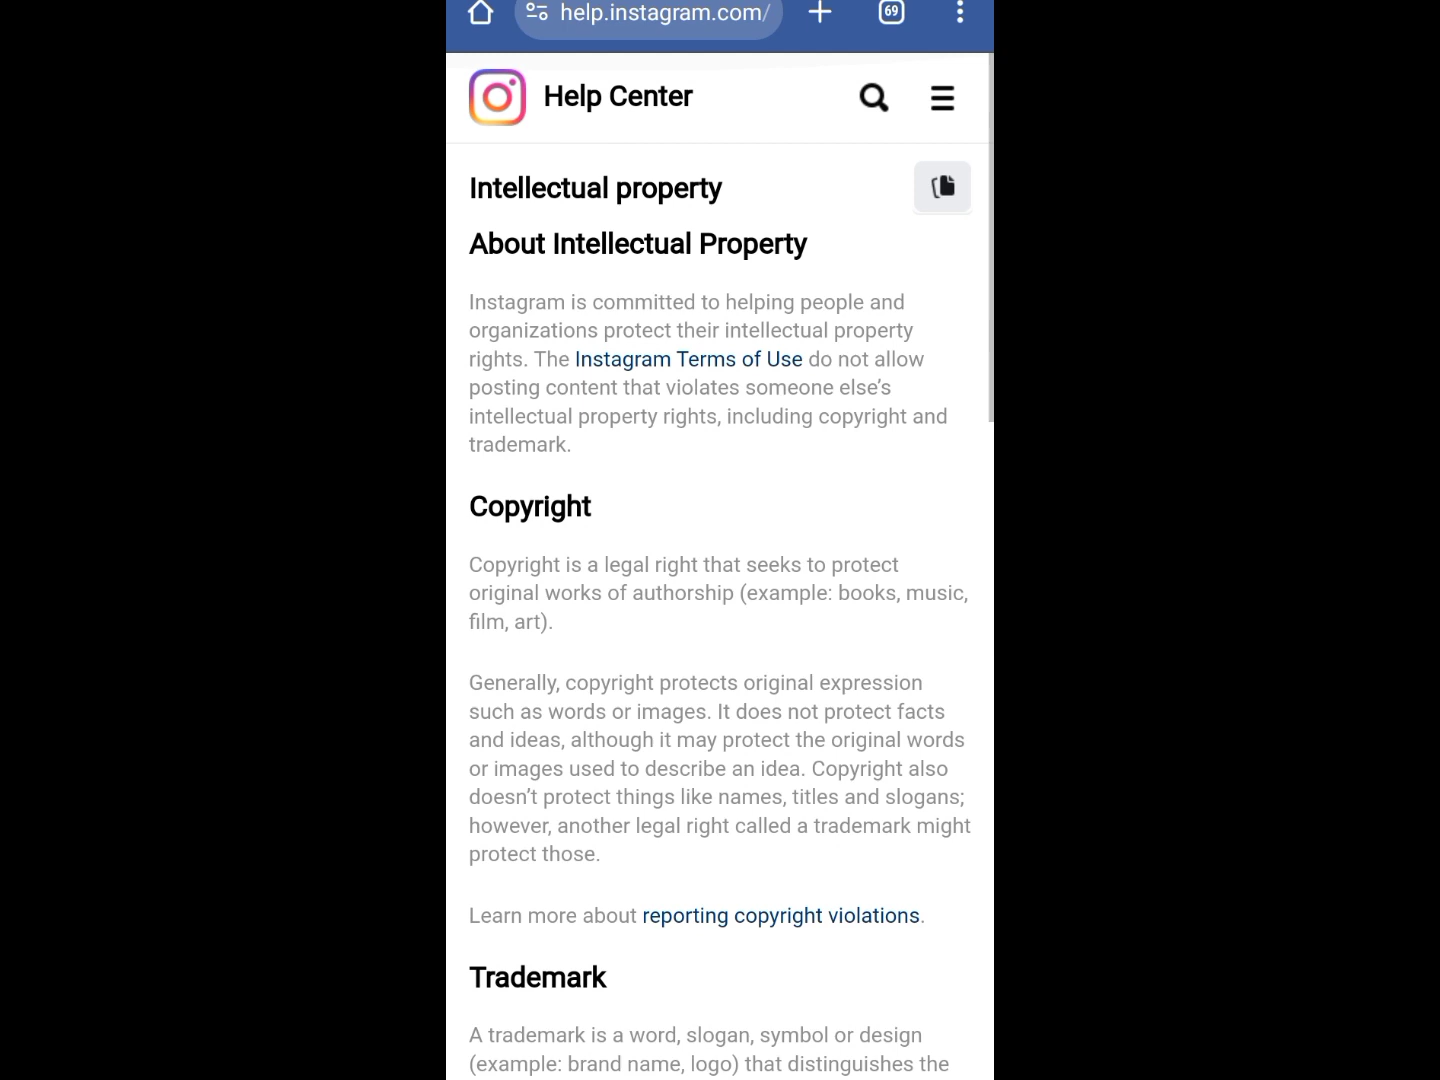 help.instagram.com/
69
Help Center
Intellectual property
About Intellectual Property
Instagram is committed to helping people and
organizations protect their intellectual property
rights. The Instagram Terms of Use do not allow
posting content that violates someone else’s
intellectual property rights, including copyright and
trademark.
Copyright
Copyright is a legal right that seeks to protect
original works of authorship (example: books, music,
film, art).
Generally, copyright protects original expression
such as words or images. It does not protect facts
and ideas, although it may protect the original words
or images used to describe an idea. Copyright also
doesn’t protect things like names, titles and slogans;
however, another legal right called a trademark might
protect those.
Learn more about reporting copyright violations.
Trademark
A trademark is a word, slogan, symbol or design
(example: brand name, logo) that distinguishes the